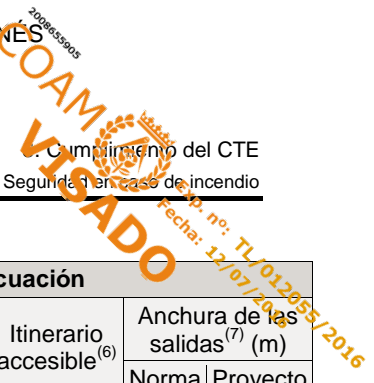 NES
2008655905
COAM
VISADO
Exp. nº: TL/012055/2016
Fecha: 12/07/2016
. Cumplimiento del CTE
Seguridad en caso de incendio
cuación
Itinerario
accesible(6)
Anchura de las
salidas(7) (m)
Norma Proyecto